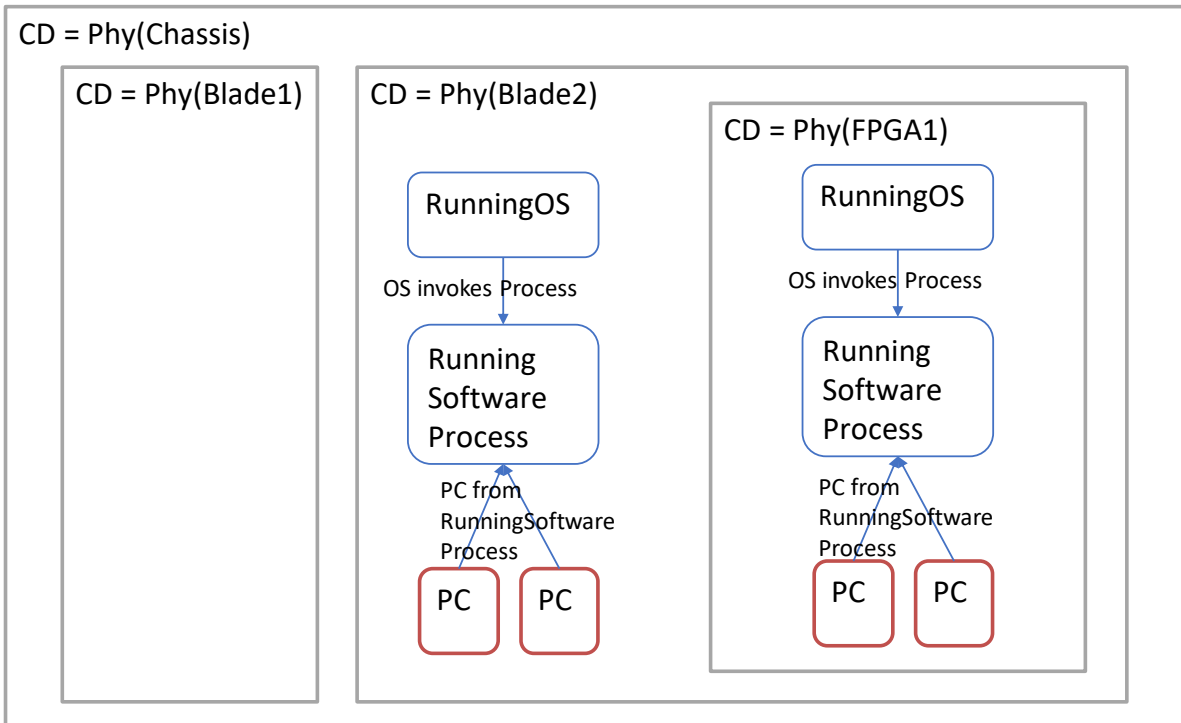 CD = Phy(Chassis)
CD = Phy(Blade1)
CD = Phy(Blade2)
RunningOS
OS invokes Process
Running
Software
Process
PC from
RunningSoftware
Process
PC
PC
CD = Phy(FPGA1)
RunningOS
OS invokes Process
Running
Software
Process
PC from
RunningSoftware
Process
PC
PC